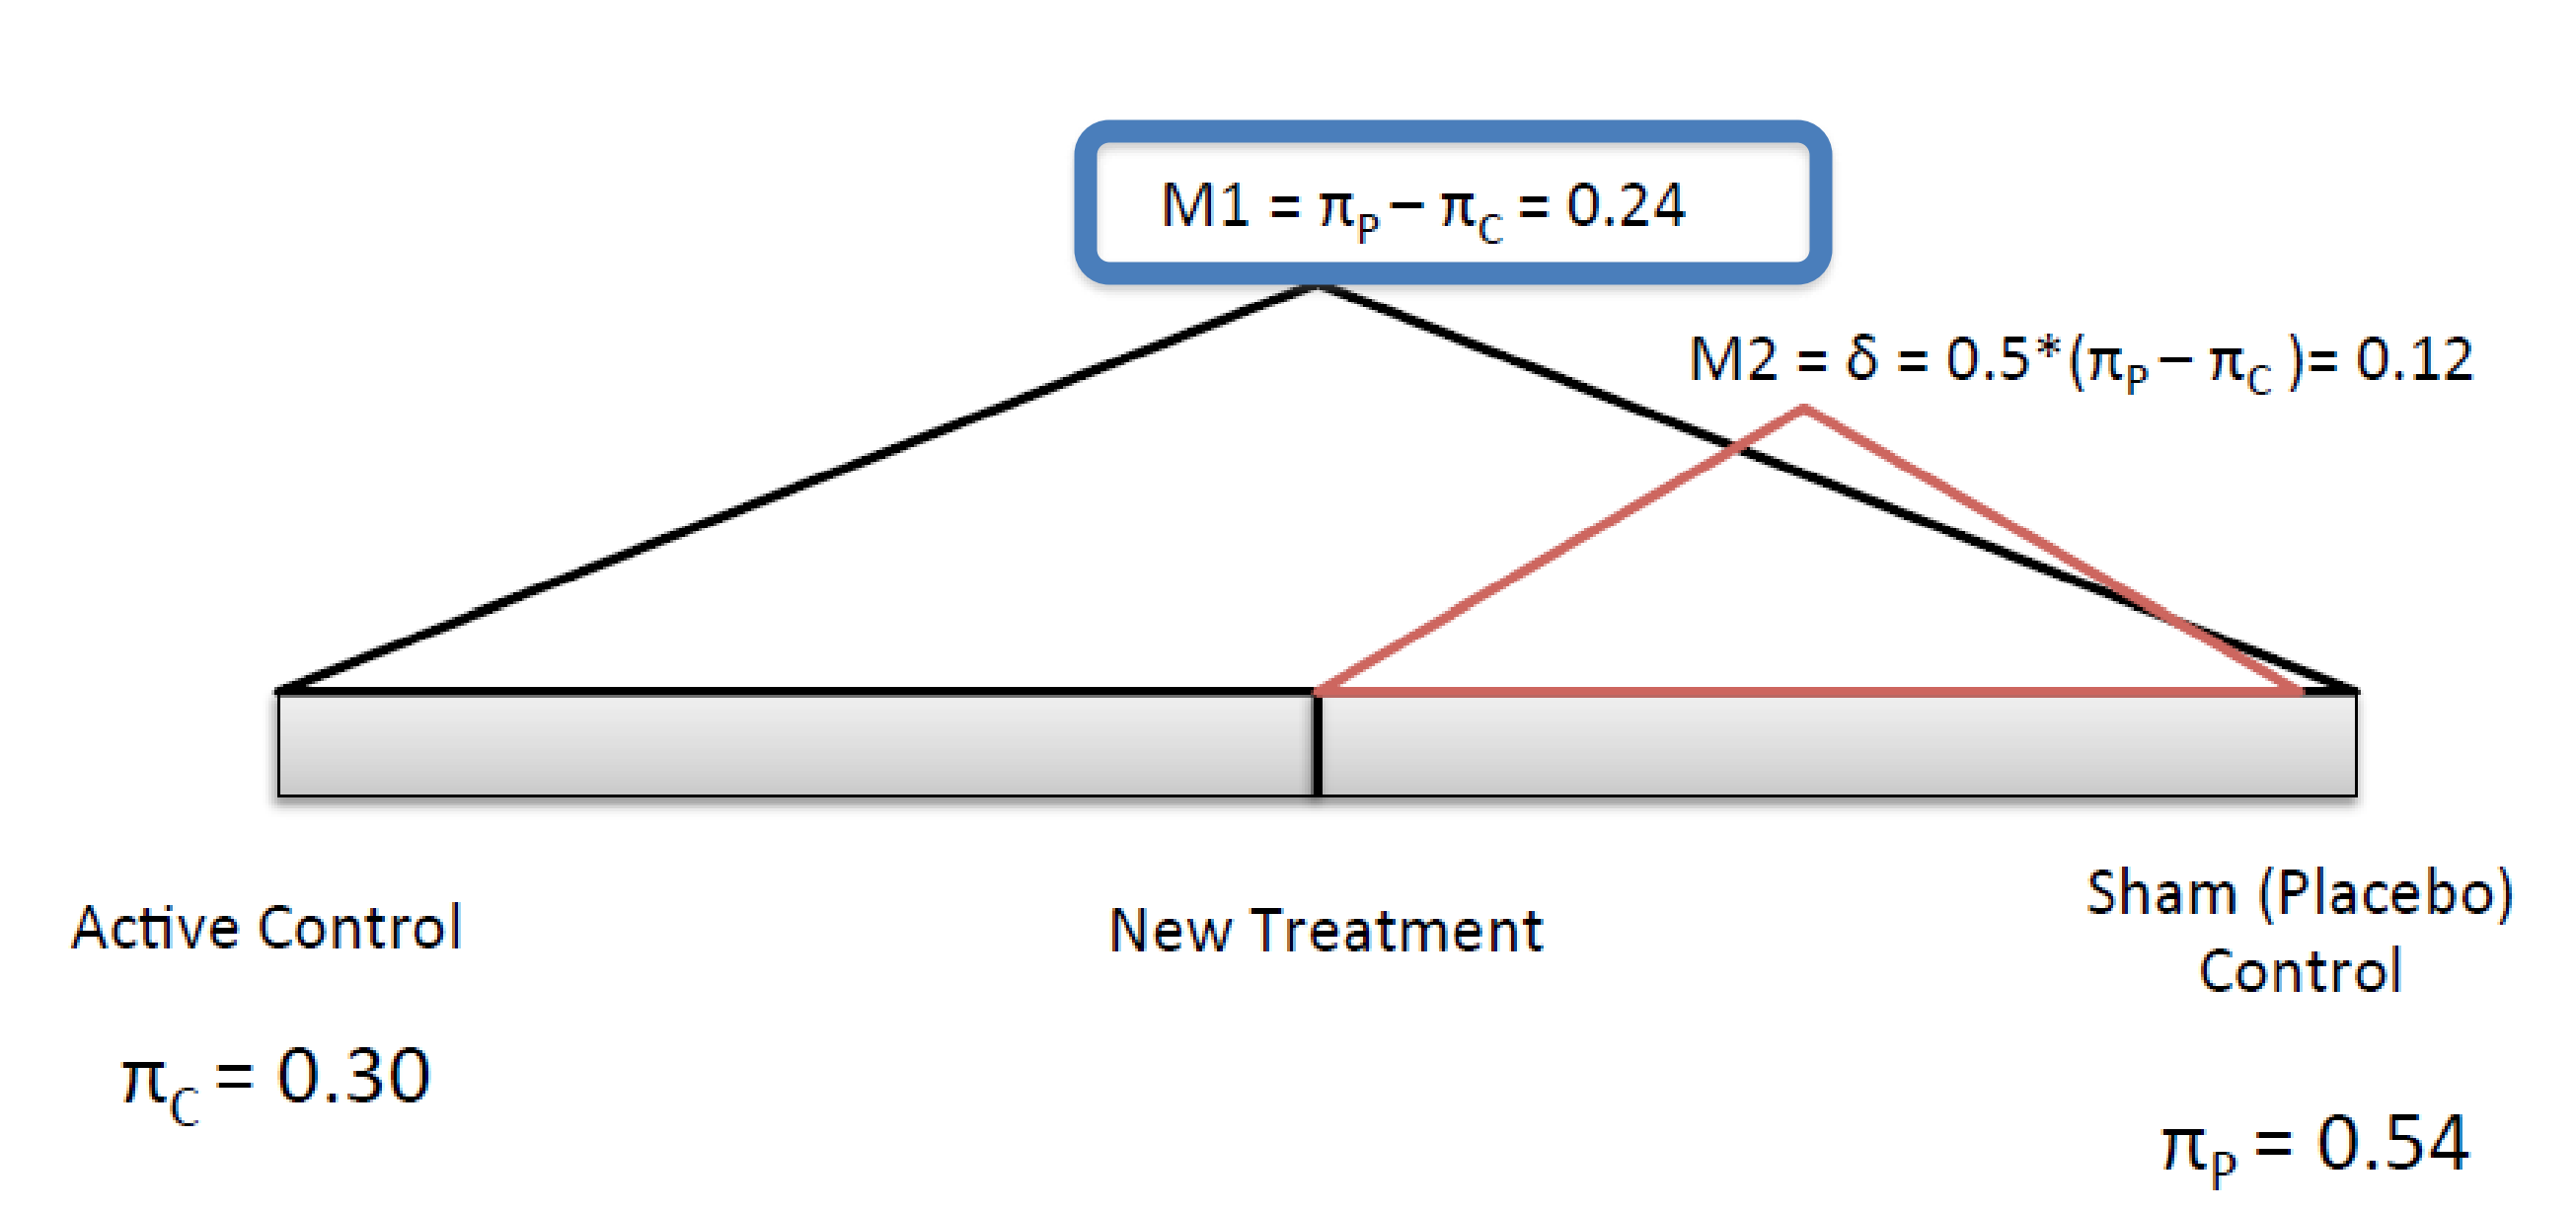 M1 = πP – πC = 0.24
M2 = δ = 0.5*(πP – πC )= 0.12
Active Control
New Treatment
Sham (Placebo)
Control
πC = 0.30
πP = 0.54